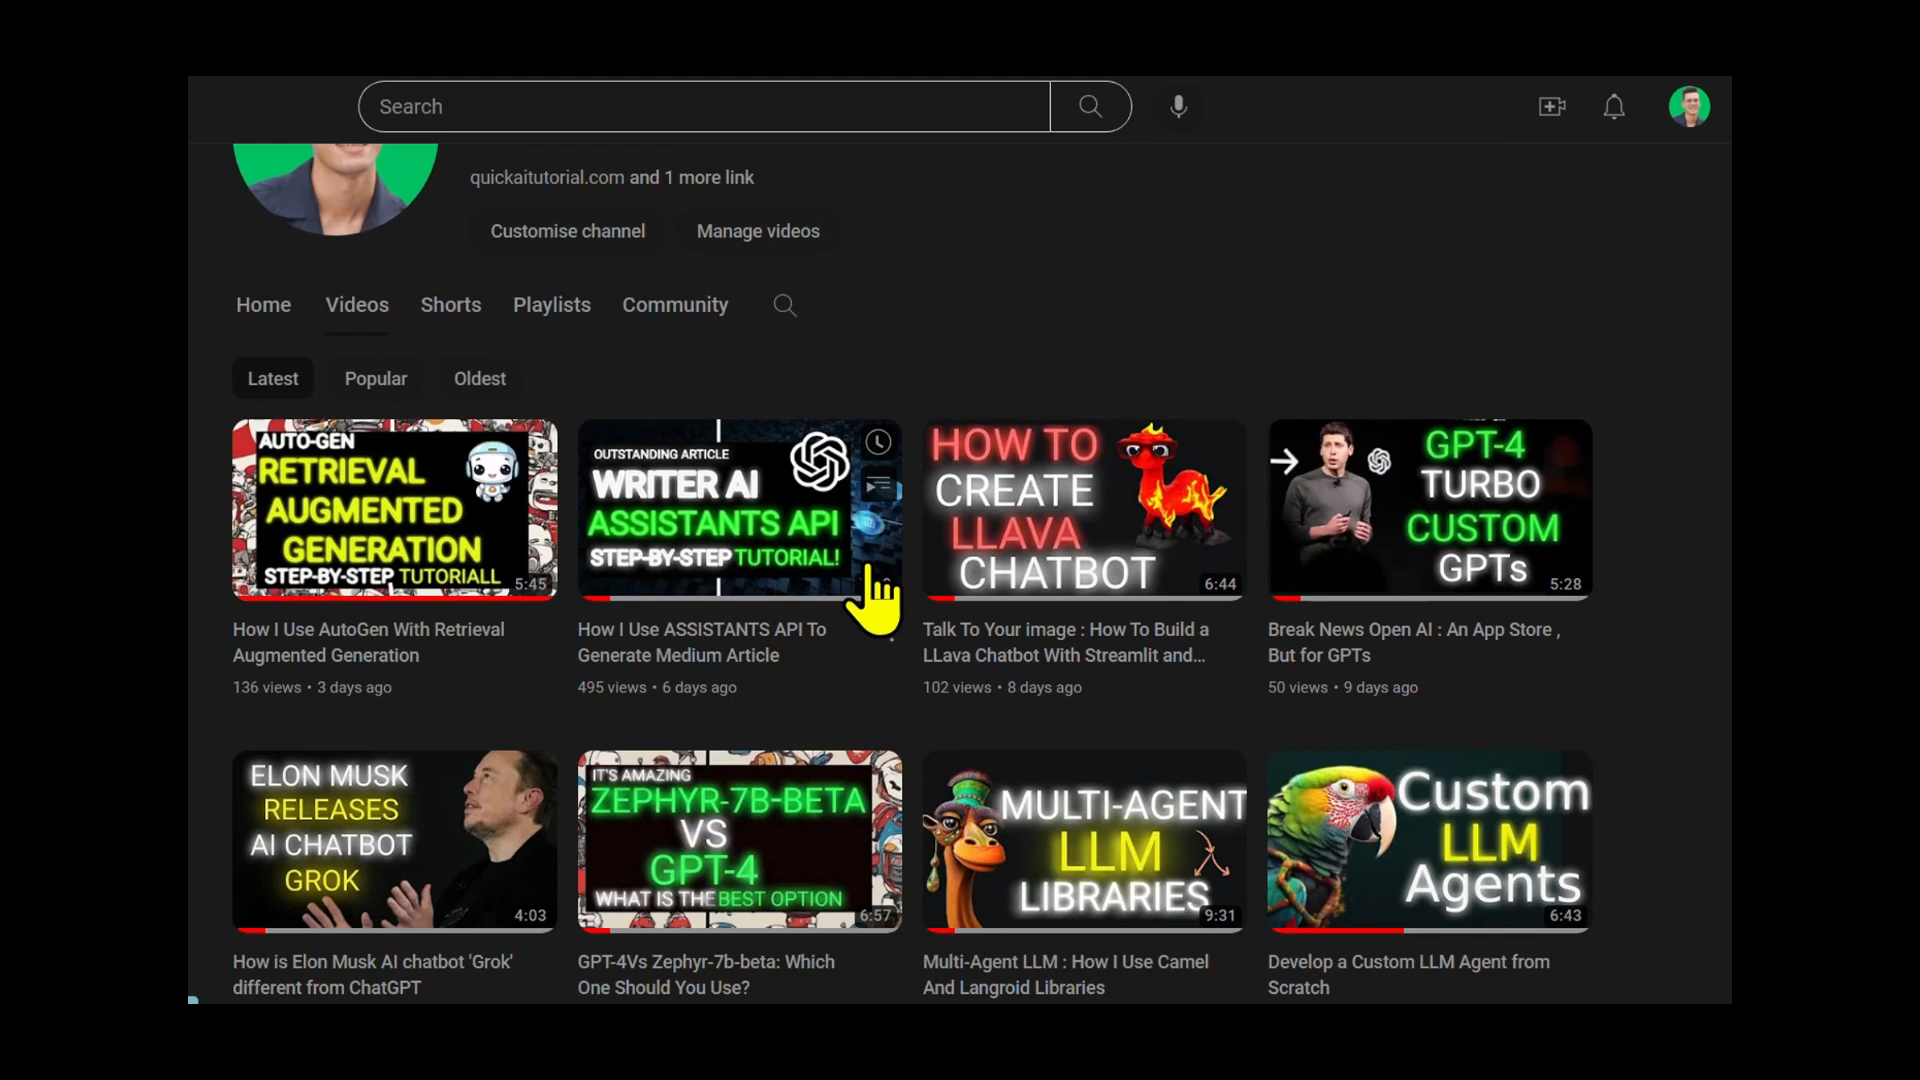 Search
quickaitutorial.com and 1 more link
Customise channel
Manage videos
Home
Videos
Shorts
Playlists
Community
Latest
Popular
Oldest
AUTO-GEN
RETRIEVAL
AUGMENTED
GENERATION
STEP-BY-STEP TUTORIALL
5:45
OUTSTANDING ARTICLE
WRITER AI
ASSISTANTS API
STEP-BY-STEP TUTORIAL!
HOW TO
CREATE
LLAVA
CHATBOT
6:44
GPT-4
TURBO
CUSTOM
GPTs
5:28
How I Use AutoGen With Retrieval
Augmented Generation
136 views • 3 days ago
How I Use ASSISTANTS API To
Generate Medium Article
495 views • 6 days ago
Talk To Your image : How To Build a
LLava Chatbot With Streamlit and...
102 views • 8 days ago
Break News Open AI : An App Store ,
But for GPTs
50 views • 9 days ago
ELON MUSK
RELEASES
AI CHATBOT
GROK
4:03
IT'S AMAZING
ZEPHYR-7B-BETA
VS
GPT-4
WHAT IS THE BEST OPTION
6:57
MULTI-AGENT
LLM
LIBRARIES
9:31
Custom
LLM
Agents
6:43
How is Elon Musk AI chatbot 'Grok'
different from ChatGPT
GPT-4Vs Zephyr-7b-beta: Which
One Should You Use?
Multi-Agent LLM : How I Use Camel
And Langroid Libraries
Develop a Custom LLM Agent from
Scratch